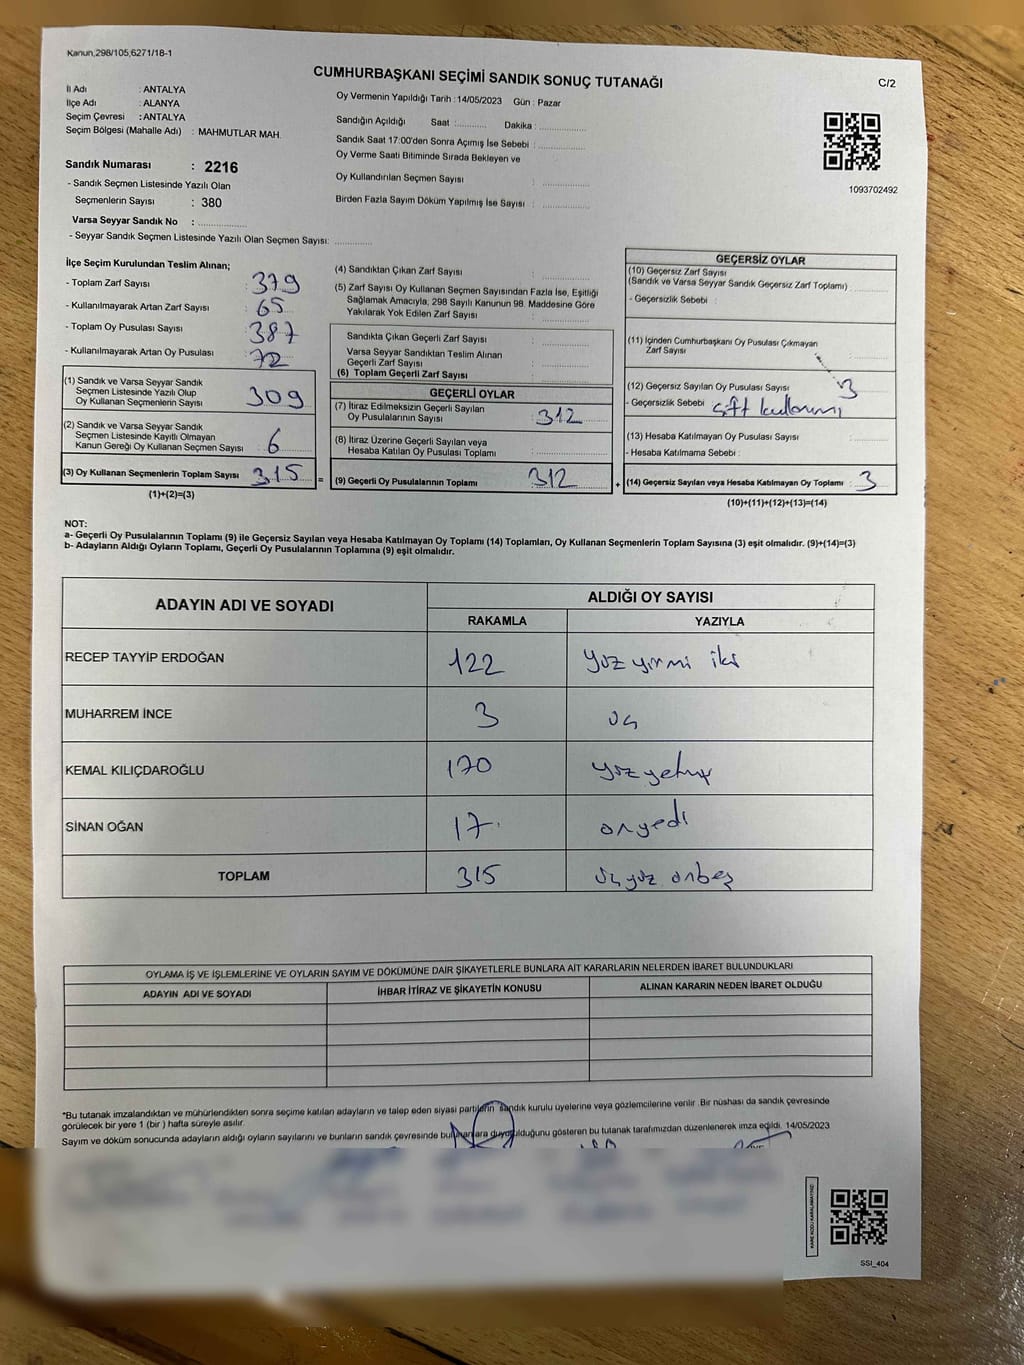 Kanun,298/105,6271/18-1
CUMHURBAŞKANI SEÇİMİ SANDIK SONUÇ TUTANAĞI
C/2
İl Adı : ANTALYA
İlçe Adı : ALANYA
Seçim Çevresi : ANTALYA
Seçim Bölgesi (Mahalle Adı) : MAHMUTLAR MAH.
Sandık Numarası : 2216
- Sandık Seçmen Listesinde Yazılı Olan
Seçmenlerin Sayısı : 380
Varsa Seyyar Sandık No :
- Seyyar Sandık Seçmen Listesinde Yazılı Olan Seçmen Sayısı:
Oy Vermenin Yapıldığı Tarih :14/05/2023 Gün : Pazar
Sandığın Açıldığı Saat : Dakika :
Sandık Saat 17:00'den Sonra Açımış İse Sebebi :
Oy Verme Saati Bitiminde Sırada Bekleyen ve
Oy Kullandırılan Seçmen Sayısı :
Birden Fazla Sayım Döküm Yapılmış İse Sayısı :
1093702492
İlçe Seçim Kurulundan Teslim Alınan;
- Toplam Zarf Sayısı : 379
- Kullanılmayarak Artan Zarf Sayısı : 65
- Toplam Oy Pusulası Sayısı : 387
- Kullanılmayarak Artan Oy Pusulası : 72
(1) Sandık ve Varsa Seyyar Sandık
Seçmen Listesinde Yazılı Olup
Oy Kullanan Seçmenlerin Sayısı : 309
(2) Sandık ve Varsa Seyyar Sandık
Seçmen Listesinde Kayıtlı Olmayan
Kanun Gereği Oy Kullanan Seçmen Sayısı : 6
(3) Oy Kullanan Seçmenlerin Toplam Sayısı : 315 =
(1)+(2)=(3)
(4) Sandıktan Çıkan Zarf Sayısı :
(5) Zarf Sayısı Oy Kullanan Seçmen Sayısından Fazla İse, Eşitliği
Sağlamak Amacıyla, 298 Sayılı Kanunun 98. Maddesine Göre
Yakılarak Yok Edilen Zarf Sayısı :
Sandıkta Çıkan Geçerli Zarf Sayısı :
Varsa Seyyar Sandıktan Teslim Alınan
Geçerli Zarf Sayısı :
(6) Toplam Geçerli Zarf Sayısı :
GEÇERLİ OYLAR
(7) İtiraz Edilmeksizin Geçerli Sayılan
Oy Pusulalarının Sayısı : 312
(8) İtiraz Üzerine Geçerli Sayılan veya
Hesaba Katılan Oy Pusulası Toplamı :
(9) Geçerli Oy Pusulalarının Toplamı : 312 +
GEÇERSİZ OYLAR
(10) Geçersiz Zarf Sayısı
(Sandık ve Varsa Seyyar Sandık Geçersiz Zarf Toplamı) :
- Geçersizlik Sebebi :
(11) İçinden Cumhurbaşkanı Oy Pusulası Çıkmayan
Zarf Sayısı :
(12) Geçersiz Sayılan Oy Pusulası Sayısı : 3
- Geçersizlik Sebebi : çift kullanımı
(13) Hesaba Katılmayan Oy Pusulası Sayısı :
- Hesaba Katılmama Sebebi :
(14) Geçersiz Sayılan veya Hesaba Katılmayan Oy Toplamı : 3
(10)+(11)+(12)+(13)=(14)
NOT:
a- Geçerli Oy Pusulalarının Toplamı (9) ile Geçersiz Sayılan veya Hesaba Katılmayan Oy Toplamı (14) Toplamları, Oy Kullanan Seçmenlerin Toplam Sayısına (3) eşit olmalıdır. (9)+(14)=(3)
b- Adayların Aldığı Oyların Toplamı, Geçerli Oy Pusulalarının Toplamına (9) eşit olmalıdır.
ADAYIN ADI VE SOYADI
ALDIĞI OY SAYISI
RAKAMLA YAZIYLA
RECEP TAYYİP ERDOĞAN 122 yüz yirmi iki
MUHARREM İNCE 3 üç
KEMAL KILIÇDAROĞLU 170 yüz yetmiş
SİNAN OĞAN 17 onyedi
TOPLAM 315 üçyüz onbeş
OYLAMA İŞ VE İŞLEMLERİNE VE OYLARIN SAYIM VE DÖKÜMÜNE DAİR ŞİKAYETLERLE BUNLARA AİT KARARLARIN NELERDEN İBARET BULUNDUKLARI
ADAYIN ADI VE SOYADI İHBAR İTİRAZ VE ŞİKAYETİN KONUSU ALINAN KARARIN NEDEN İBARET OLDUĞU
*Bu tutanak imzalandıktan ve mühürlendikten sonra seçime katılan adayların ve talep eden siyasi partilerin sandık kurulu üyelerine veya gözlemcilerine verilir .Bir nüshası da sandık çevresinde
görülecek bir yere 1 (bir ) hafta süreyle asılır.
Sayım ve döküm sonucunda adayların aldığı oyların sayılarını ve bunların sandık çevresinde bulunanlara duyurulduğunu gösteren bu tutanak tarafımızdan düzenlenerek imza edildi. 14/05/2023
SSI_404